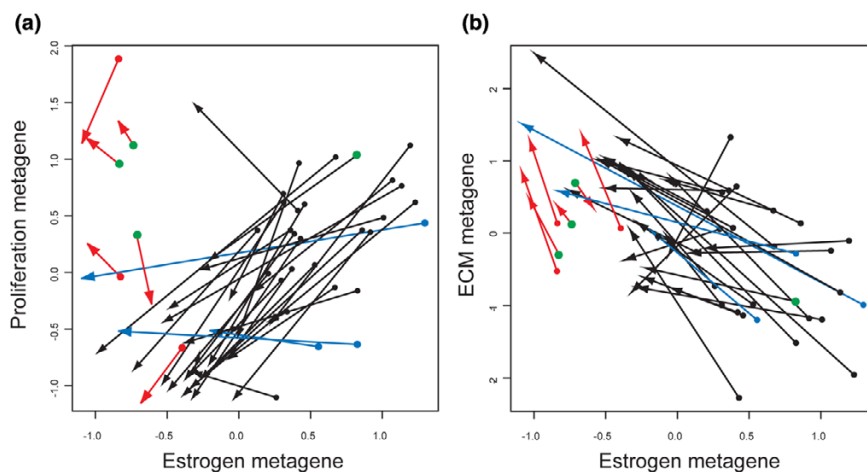 (a)
(b)
Proliferation metagene
2.0
1.5
1.0
0.5
0.0
-0.5
-1.0
-1.0 -0.5 0.0 0.5 1.0
Estrogen metagene
ECM metagene
2
1
0
1
2
-1.0 -0.5 0.0 0.5 1.0
Estrogen metagene